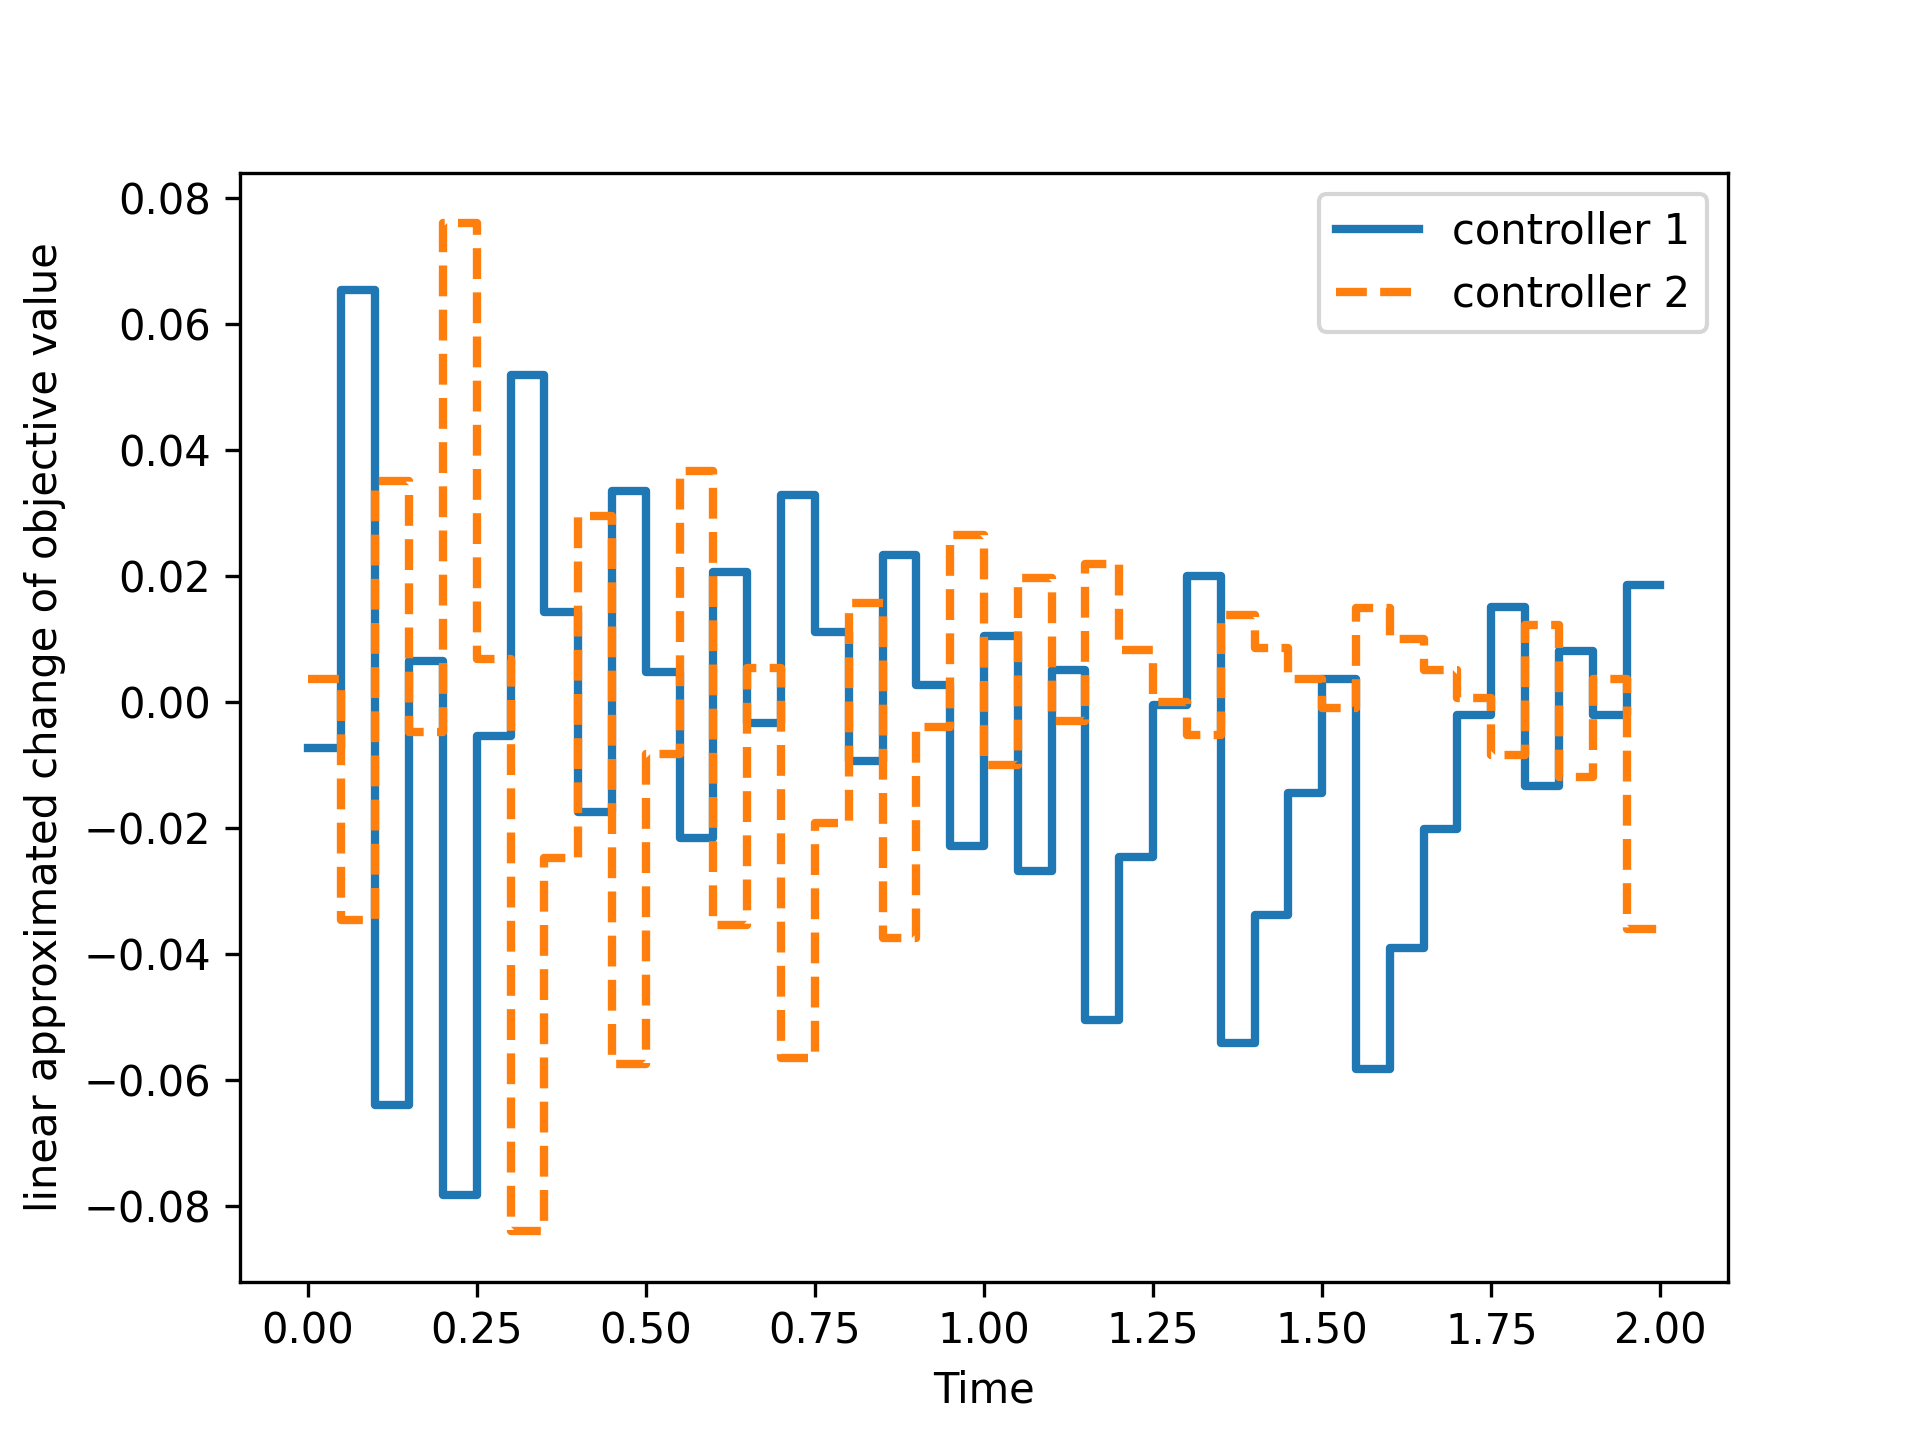 linear approximated change of objective value
0.08
0.06
0.04
0.02
0.00
−0.02
−0.04
−0.06
−0.08
controller 1
controller 2
0.00 0.25 0.50 0.75 1.00 1.25 1.50 1.75 2.00
Time